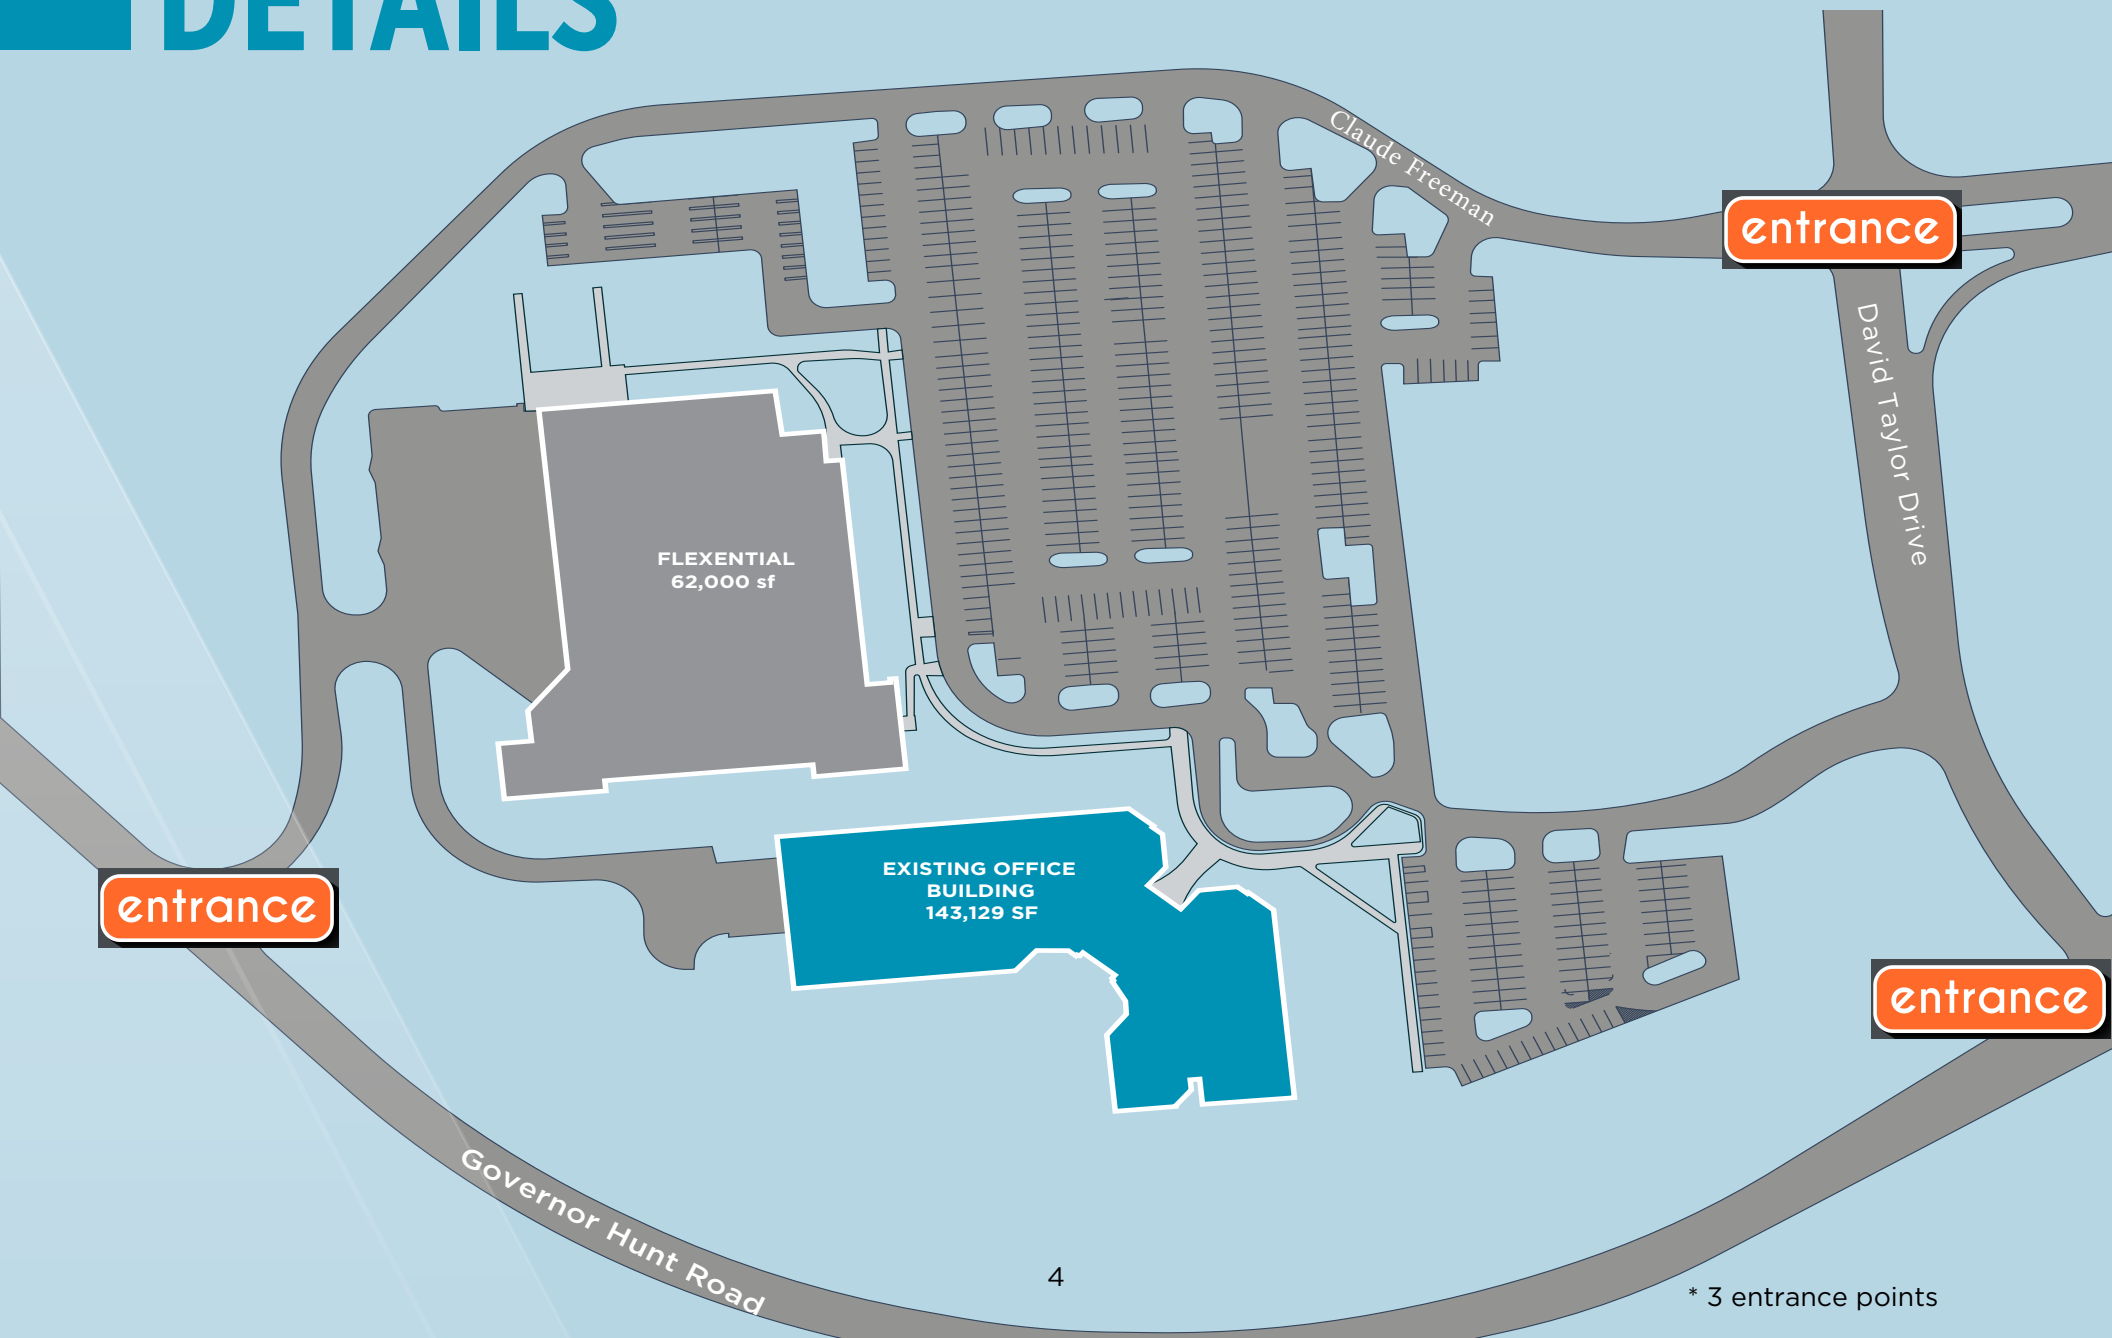 DETAILS
Claude Freeman
entrance
David Taylor Drive
FLEXENTIAL
62,000 sf
EXISTING OFFICE
BUILDING
143,129 SF
entrance
entrance
Governor Hunt Road
4
* 3 entrance points